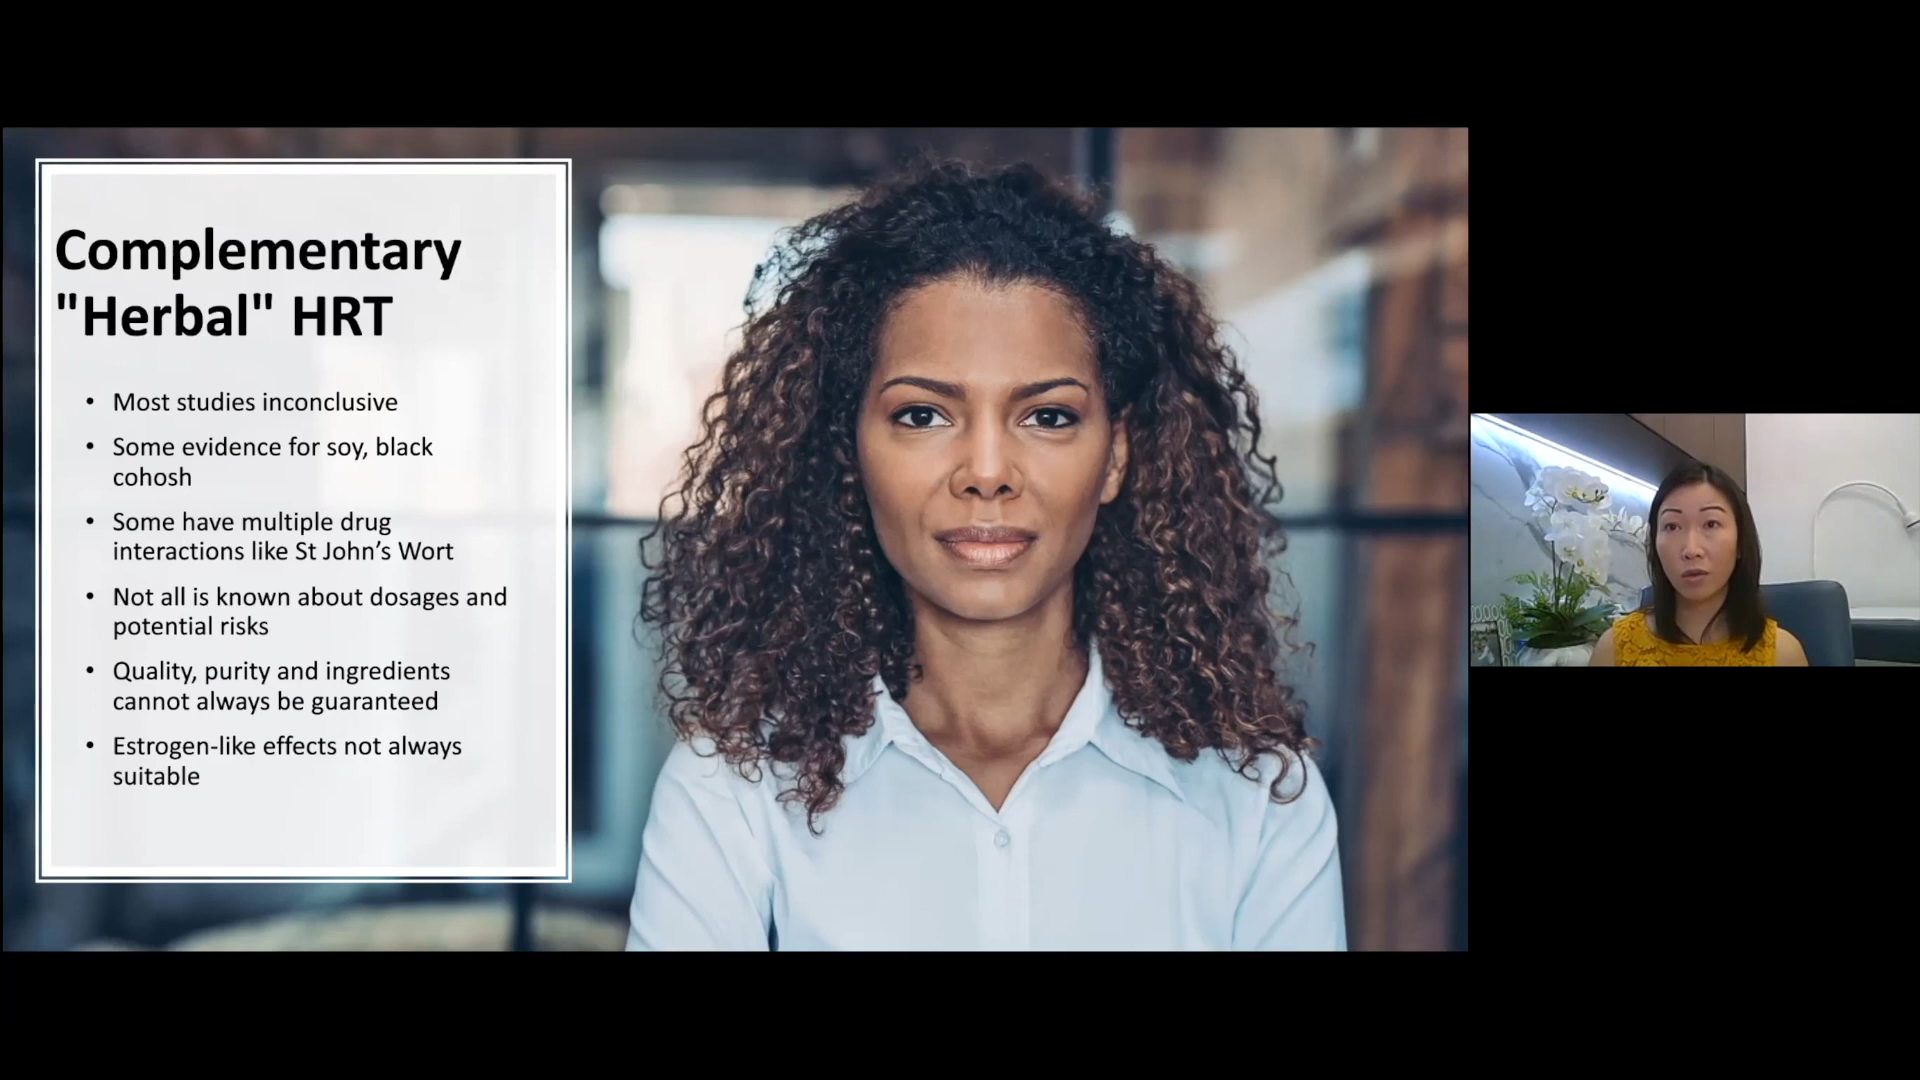 Complementary
"Herbal" HRT
• Most studies inconclusive
• Some evidence for soy, black
cohosh
• Some have multiple drug
interactions like St John’s Wort
• Not all is known about dosages and
potential risks
• Quality, purity and ingredients
cannot always be guaranteed
• Estrogen-like effects not always
suitable